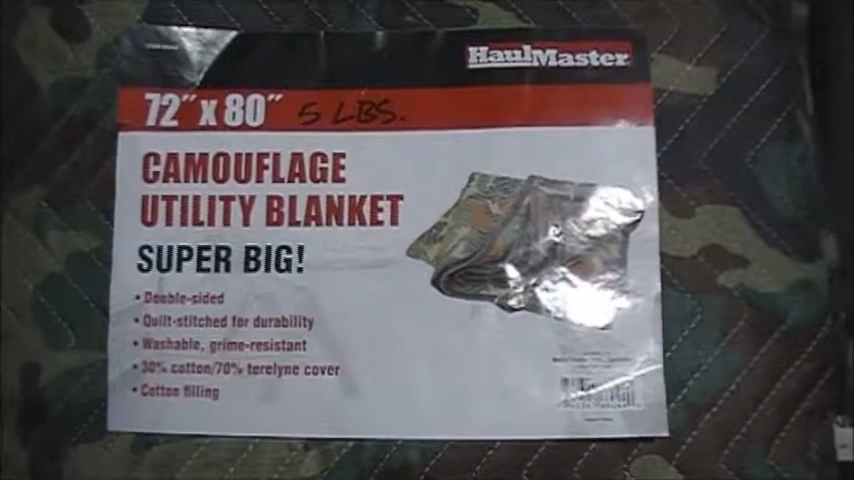 HaulMaster
72" x 80" 5 LBS.
CAMOUFLAGE
UTILITY BLANKET
SUPER BIG!
• Double-sided
• Quilt-stitched for durability
• Washable, grime-resistant
• 30% cotton/70% terelyne cover
• Cotton filling